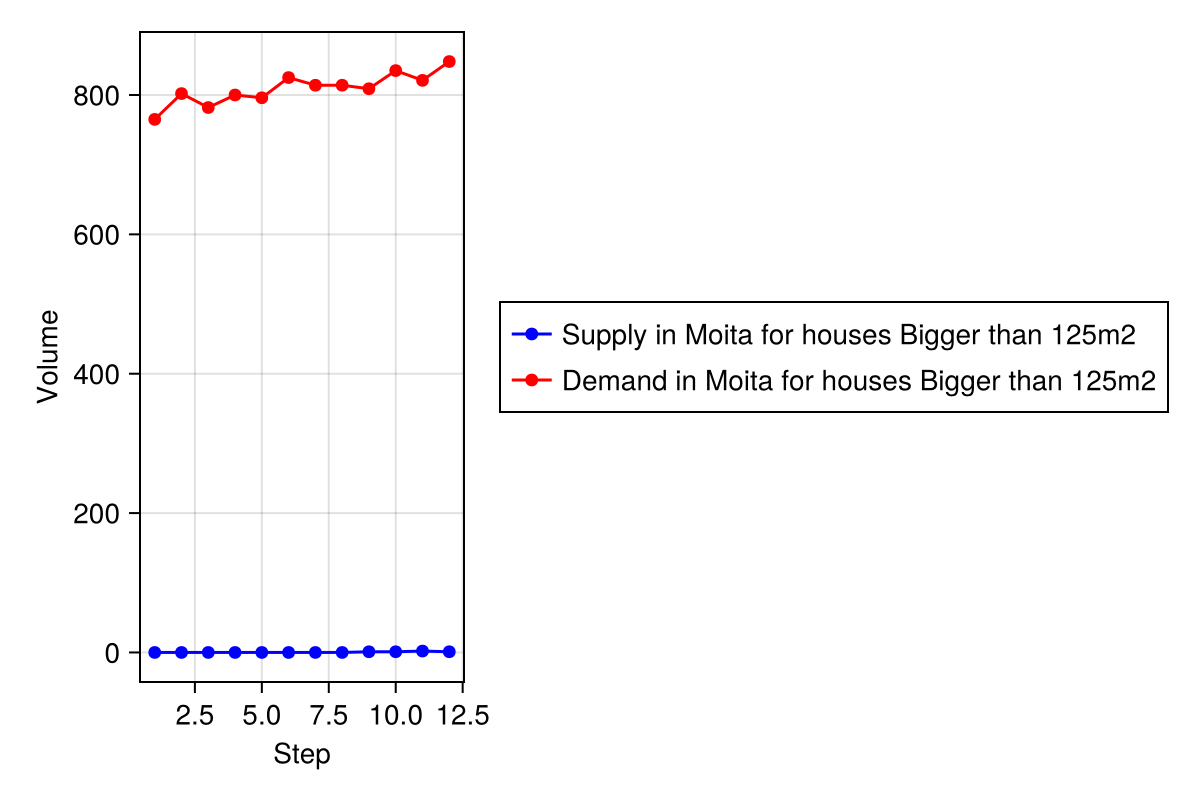 800
600
400
200
0
Volume
2.5 5.0 7.5 10.0 12.5
Step
Supply in Moita for houses Bigger than 125m2
Demand in Moita for houses Bigger than 125m2